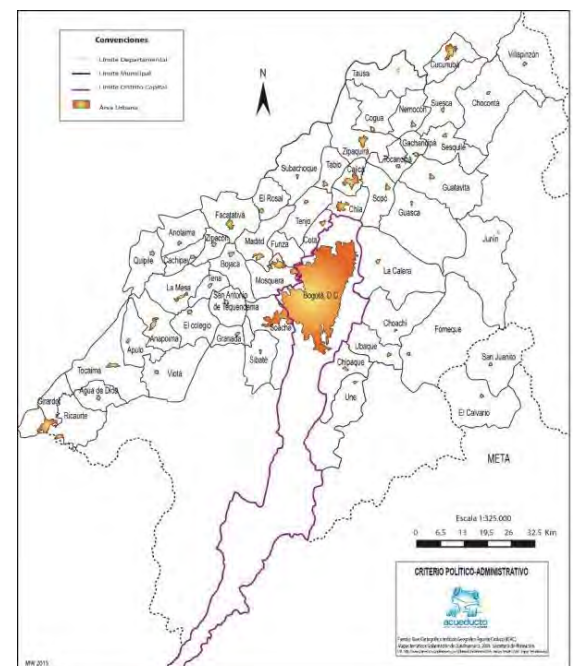 Convenciones
Límite Departamental
Límite Municipal
Límite Distrito Capital
Área Urbana
N
Villapinzón
Cucunubá
Tausa
Suesca
Chocontá
Cogua
Nemocón
Gachancipá
Sesquilé
Zipaquirá
Tocancipá
Subachoque
Tabio
Cajicá
Guatavita
El Rosal
Sopó
Chía
Guasca
Facatativá
Tenjo
Junín
Anolaima
Zipacón
Madrid
Funza
Cota
Quipile
Cachipay
Bojacá
La Calera
Tena
Mosquera
La Mesa
San Antonio
de Tequendama
Bogotá, D.C.
Soacha
Choachí
Fómeque
El colegio
Anapoima
Apulo
Granada
Ubaque
Sibaté
Chipaque
San Juanito
Tocaima
Viotá
Une
Agua de Dios
Girardot
Ricaurte
El Calvario
META
Escala 1:325.000
0 6,5 13 19,5 26 32,5 Km
CRITERIO POLÍTICO-ADMINISTRATIVO
acueducto
MW 2015